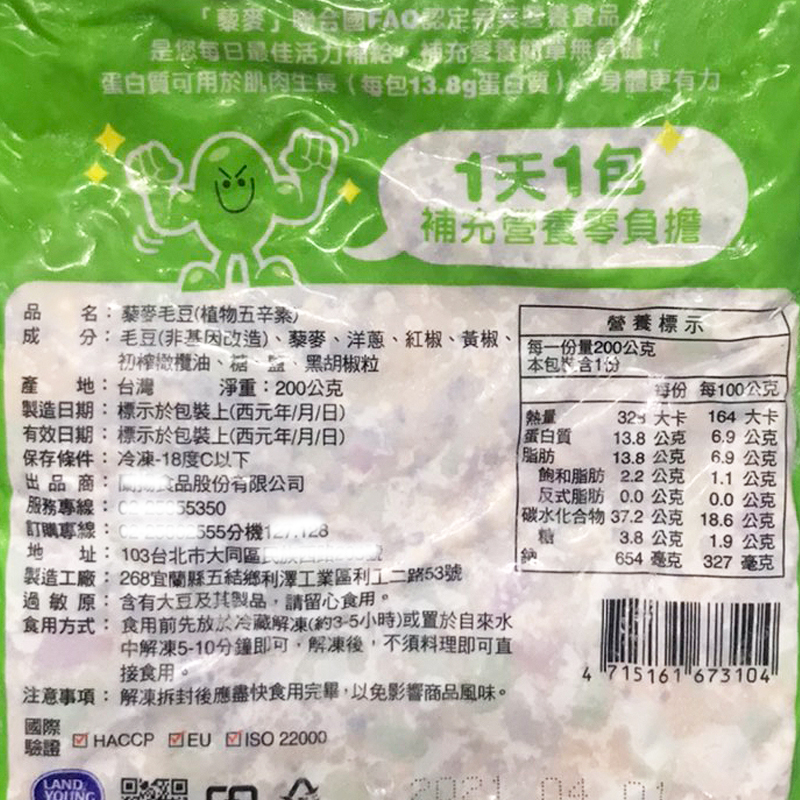 「藜麥」聯合國FAO認定完美營養食品
是您每日最佳活力補給，補充營養簡單無負擔！
蛋白質可用於肌肉生長（每包13.8g蛋白質），身體更有力
1天1包
補充營養零負擔
品 名：藜麥毛豆(植物五辛素)
成 分：毛豆(非基因改造)、藜麥、洋蔥、紅椒、黃椒、
初榨橄欖油、糖、鹽、黑胡椒粒
產 地：台灣 淨重：200公克
製造日期：標示於包裝上(西元年/月/日)
有效日期：標示於包裝上(西元年/月/日)
保存條件：冷凍-18度C以下
出品商：食品股份有限公司
服務專線：55350
訂購專線：555分機127.128
地 址：103台北市大同區
製造工廠：268宜蘭縣五結鄉利澤工業區利工二路53號
過敏原：含有大豆及其製品，請留心食用。
食用方式：食用前先放於冷藏解凍(約3-5小時)或置於自來水
中解凍5-10分鐘即可，解凍後，不須料理即可直
接食用。
注意事項：解凍拆封後應盡快食用完畢，以免影響商品風味。
國際
驗證
HACCP EU ISO 22000
LAND
YOUNG
營養標示
每一份量200公克
本包裝含1份
每份 每100公克
熱量 328 大卡 164 大卡
蛋白質 13.8 公克 6.9 公克
脂肪 13.8 公克 6.9 公克
飽和脂肪 2.2 公克 1.1 公克
反式脂肪 0.0 公克 0.0 公克
碳水化合物 37.2 公克 18.6 公克
糖 3.8 公克 1.9 公克
鈉 654 毫克 327 毫克
4 715161 673104
2021 04 01